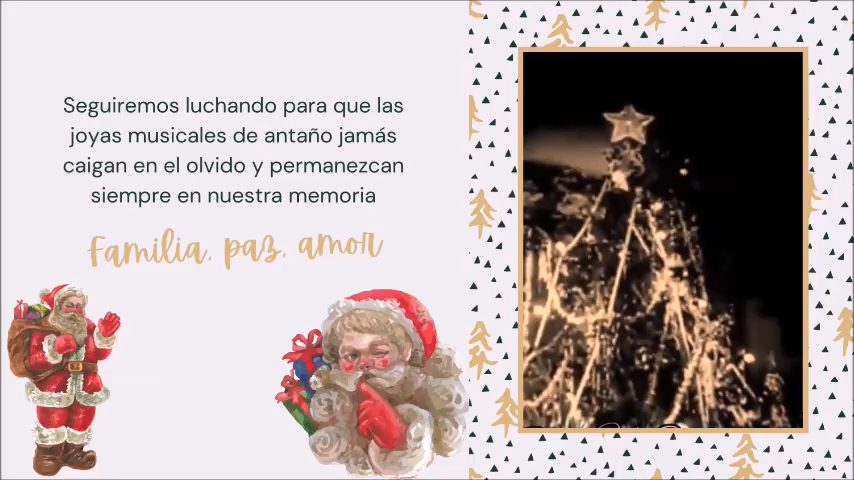 Seguiremos luchando para que las
joyas musicales de antaño jamás
caigan en el olvido y permanezcan
siempre en nuestra memoria
Familia, paz, amor